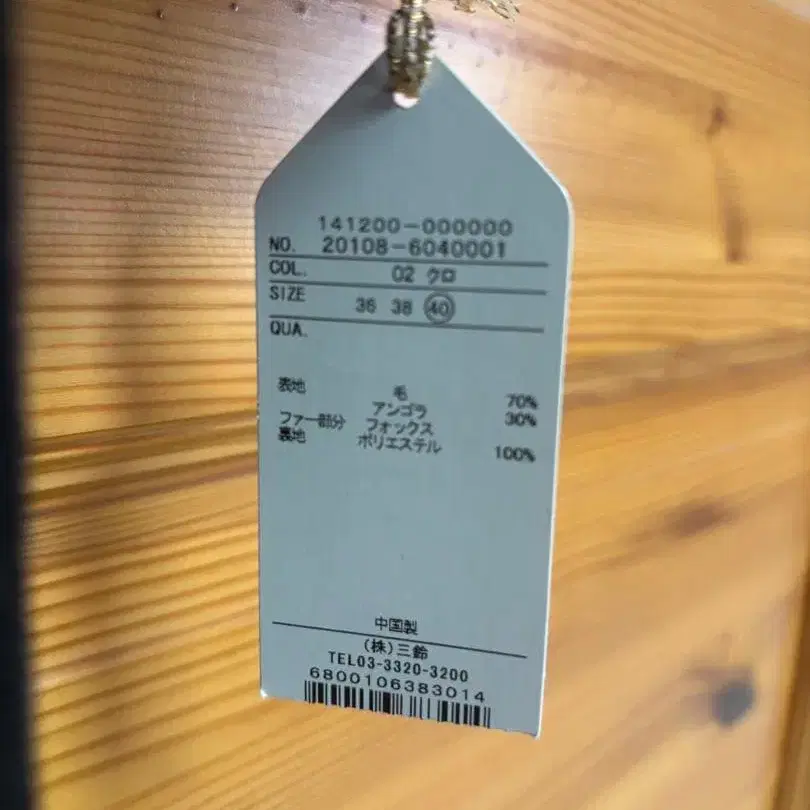 141200-000000
NO. 20108-6040001
COL. 02 クロ
SIZE 36 38 40
QUA.
表地 毛 70%
アンゴラ 30%
ファー部分 フォックス
裏地 ポリエステル 100%
中国製
(株)三鈴
TEL03-3320-3200
6800106383014